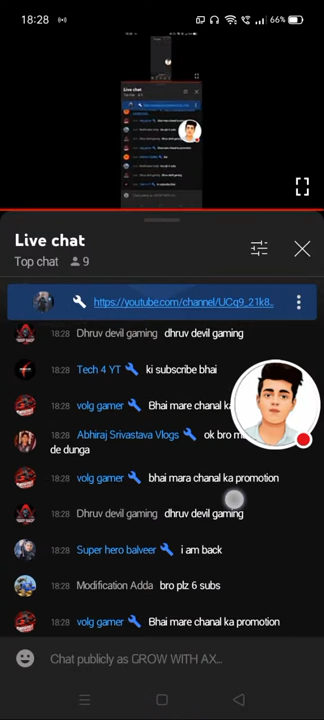 18:28
66%
Live chat
Live chat
Top chat 9
https://youtube.com/channel/UCq9_21k8..
18:28 Dhruv devil gaming dhruv devil gaming
18:28 Tech 4 YT ki subscribe bhai
18:28 volg gamer Bhai mare chanal ka
18:28 Abhiraj Srivastava Vlogs ok bro
de dunga
18:28 volg gamer bhai mara chanal ka promotion
18:28 Dhruv devil gaming dhruv devil gaming
18:28 Super hero balveer i am back
18:28 Modification Adda bro plz 6 subs
18:28 volg gamer Bhai mare chanal ka promotion
Chat publicly as GROW WITH AX...